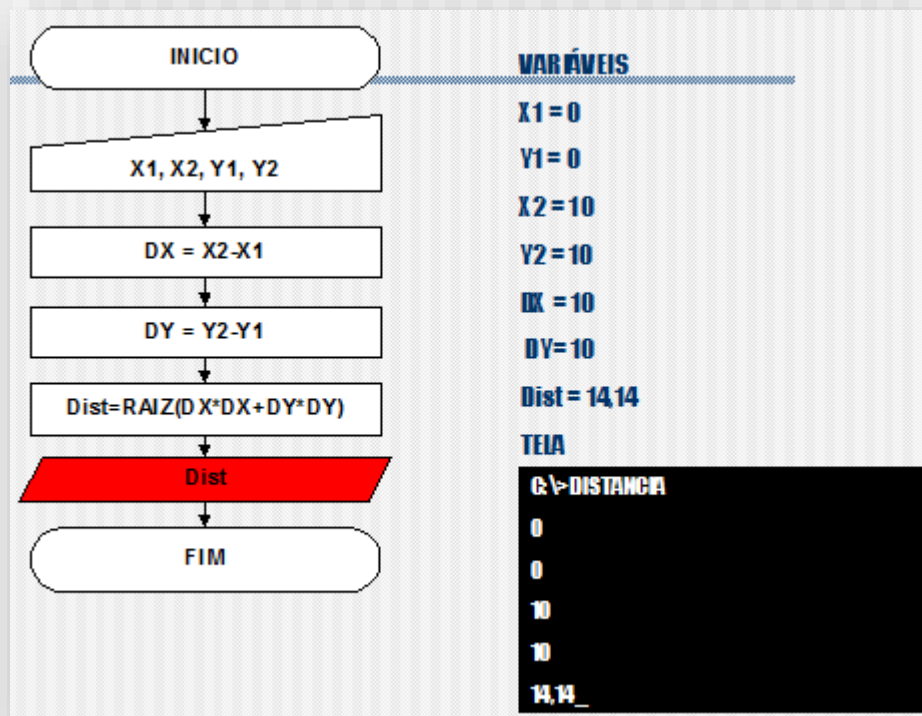 INICIO
X1, X2, Y1, Y2
DX = X2-X1
DY = Y2-Y1
Dist=RAIZ(DX*DX+DY*DY)
Dist
FIM
VARIÁVEIS
X1 = 0
Y1 = 0
X2 = 10
Y2 = 10
DX = 10
DY= 10
Dist = 14,14
TELA
C:\>DISTANCIA
0
0
10
10
14,14_